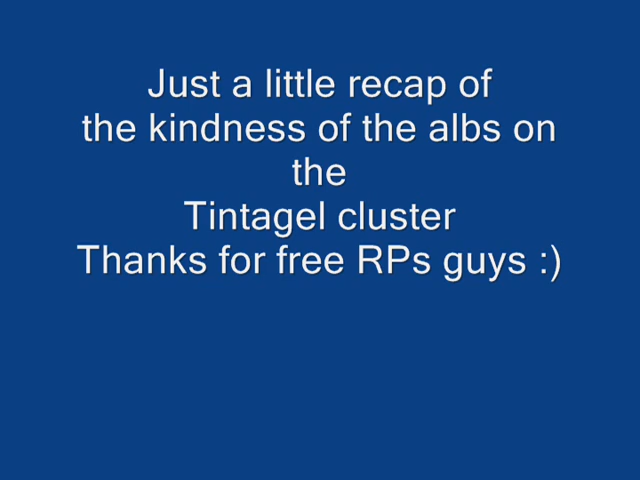 Just a little recap of
the kindness of the albs on
the
Tintagel cluster
Thanks for free RPs guys :)